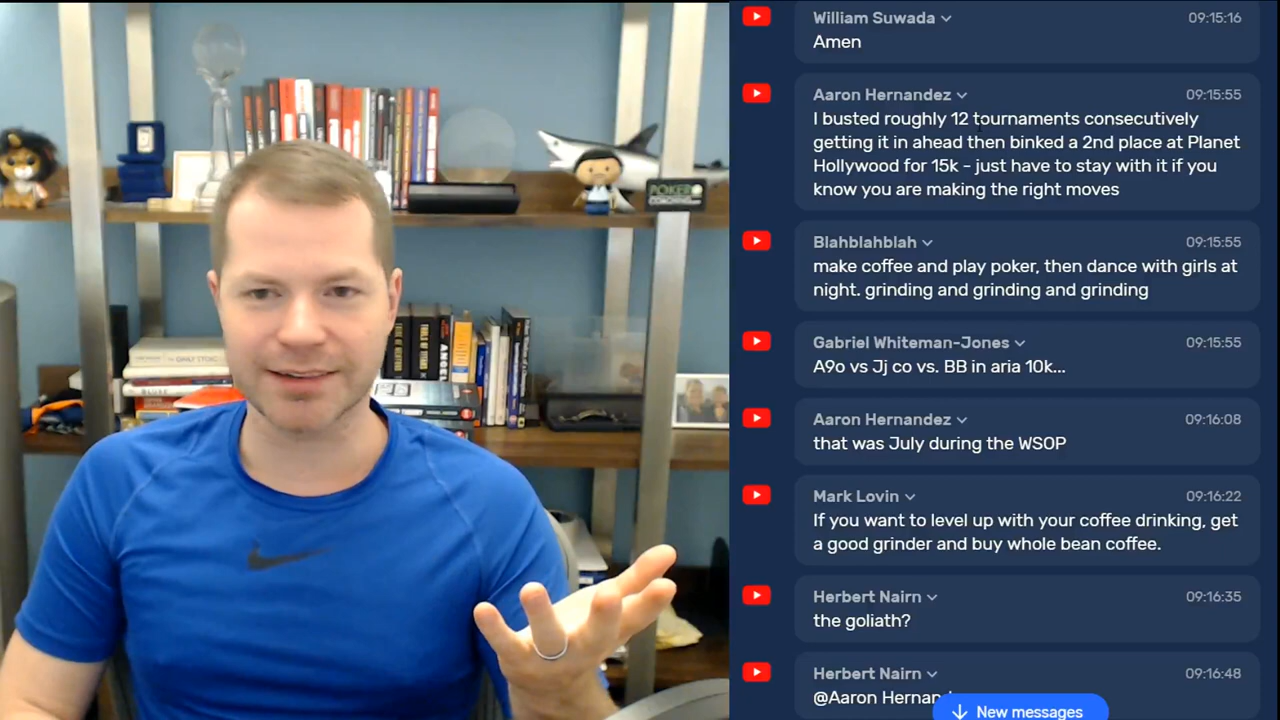 William Suwada
09:15:16
Amen
Aaron Hernandez
09:15:55
I busted roughly 12 tournaments consecutively
getting it in ahead then binked a 2nd place at Planet
Hollywood for 15k - just have to stay with it if you
know you are making the right moves
Blahblahblah
09:15:55
make coffee and play poker, then dance with girls at
night. grinding and grinding and grinding
Gabriel Whiteman-Jones
09:15:55
A9o vs Jj co vs. BB in aria 10k...
Aaron Hernandez
09:16:08
that was July during the WSOP
Mark Lovin
09:16:22
If you want to level up with your coffee drinking, get
a good grinder and buy whole bean coffee.
Herbert Nairn
09:16:35
the goliath?
Herbert Nairn
09:16:48
@Aaron Hernan
New messages
POKER
COACHING
DAILY STOIC